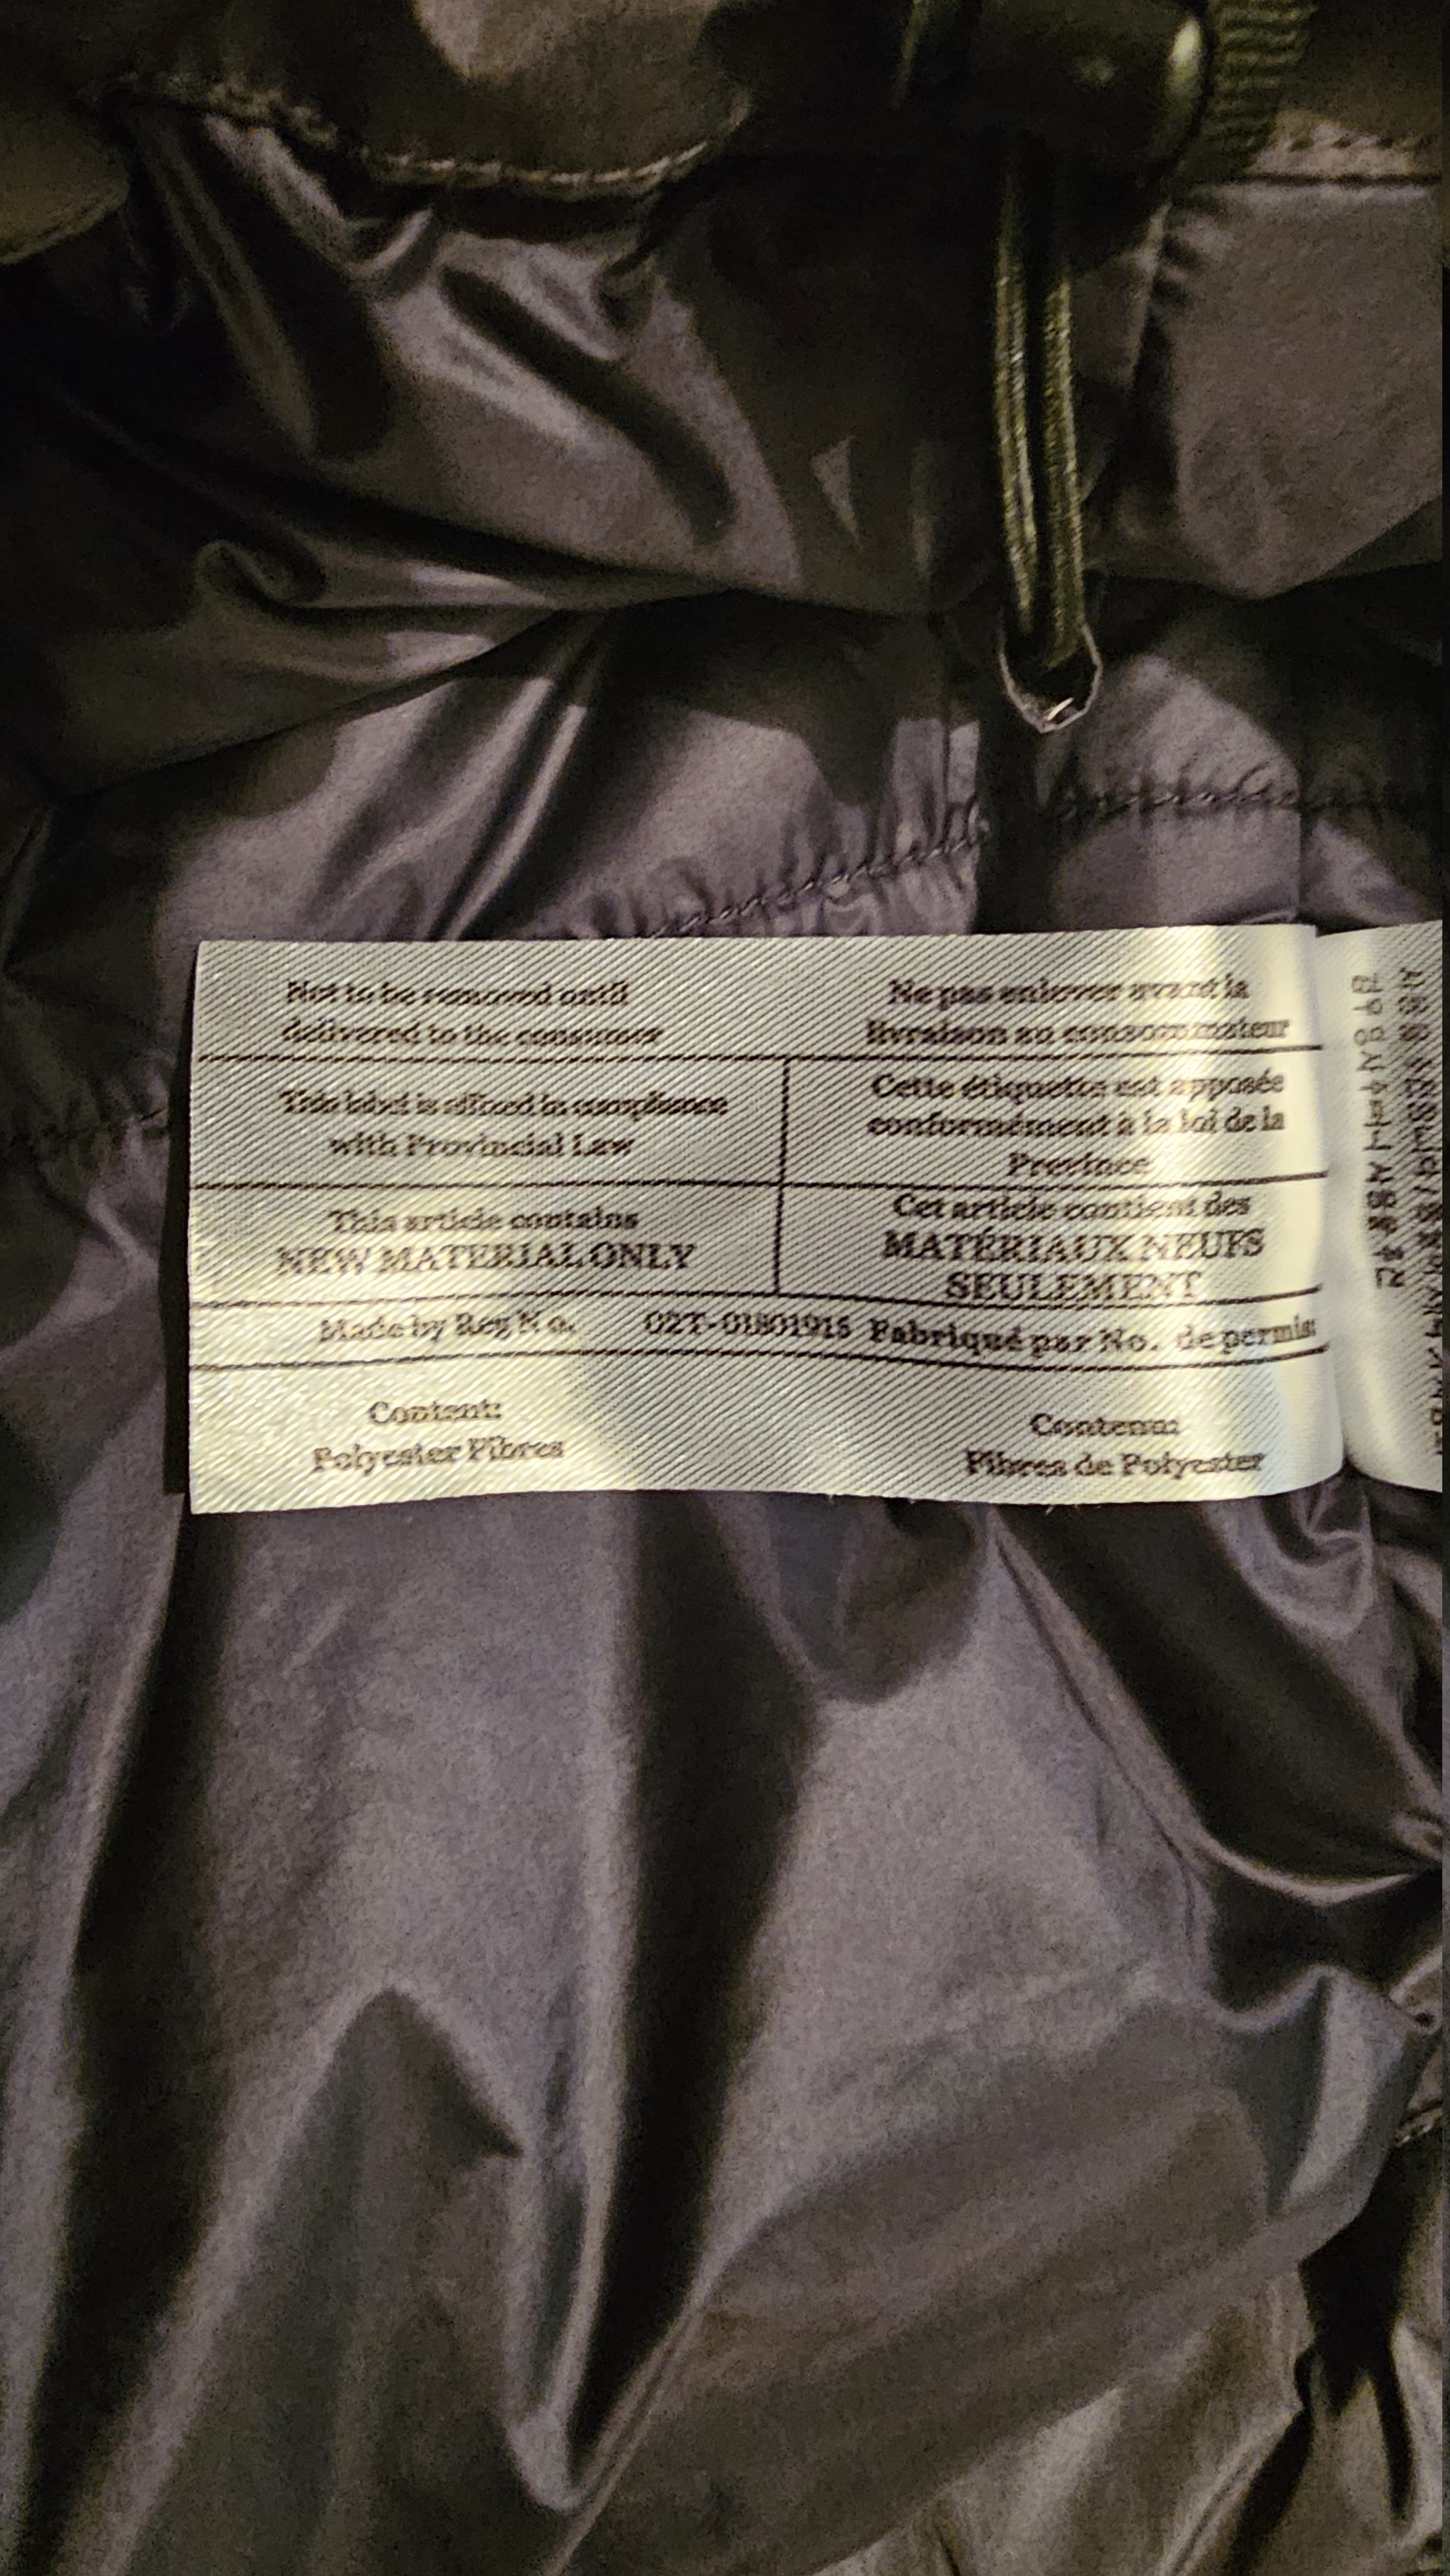 Not to be removed until
delivered to the consumer
Ne pas enlever avant la
livraison au consommateur
This label is affixed in compliance
with Provincial Law
Cette étiquette est apposée
conformément à la loi de la
Province
This article contains
NEW MATERIAL ONLY
Cet article contient des
MATÉRIAUX NEUFS
SEULEMENT
Made by Reg No. 02T-01801915 Fabriqué par No. de permis:
Content:
Polyester Fibres
Contenu:
Fibres de Polyester